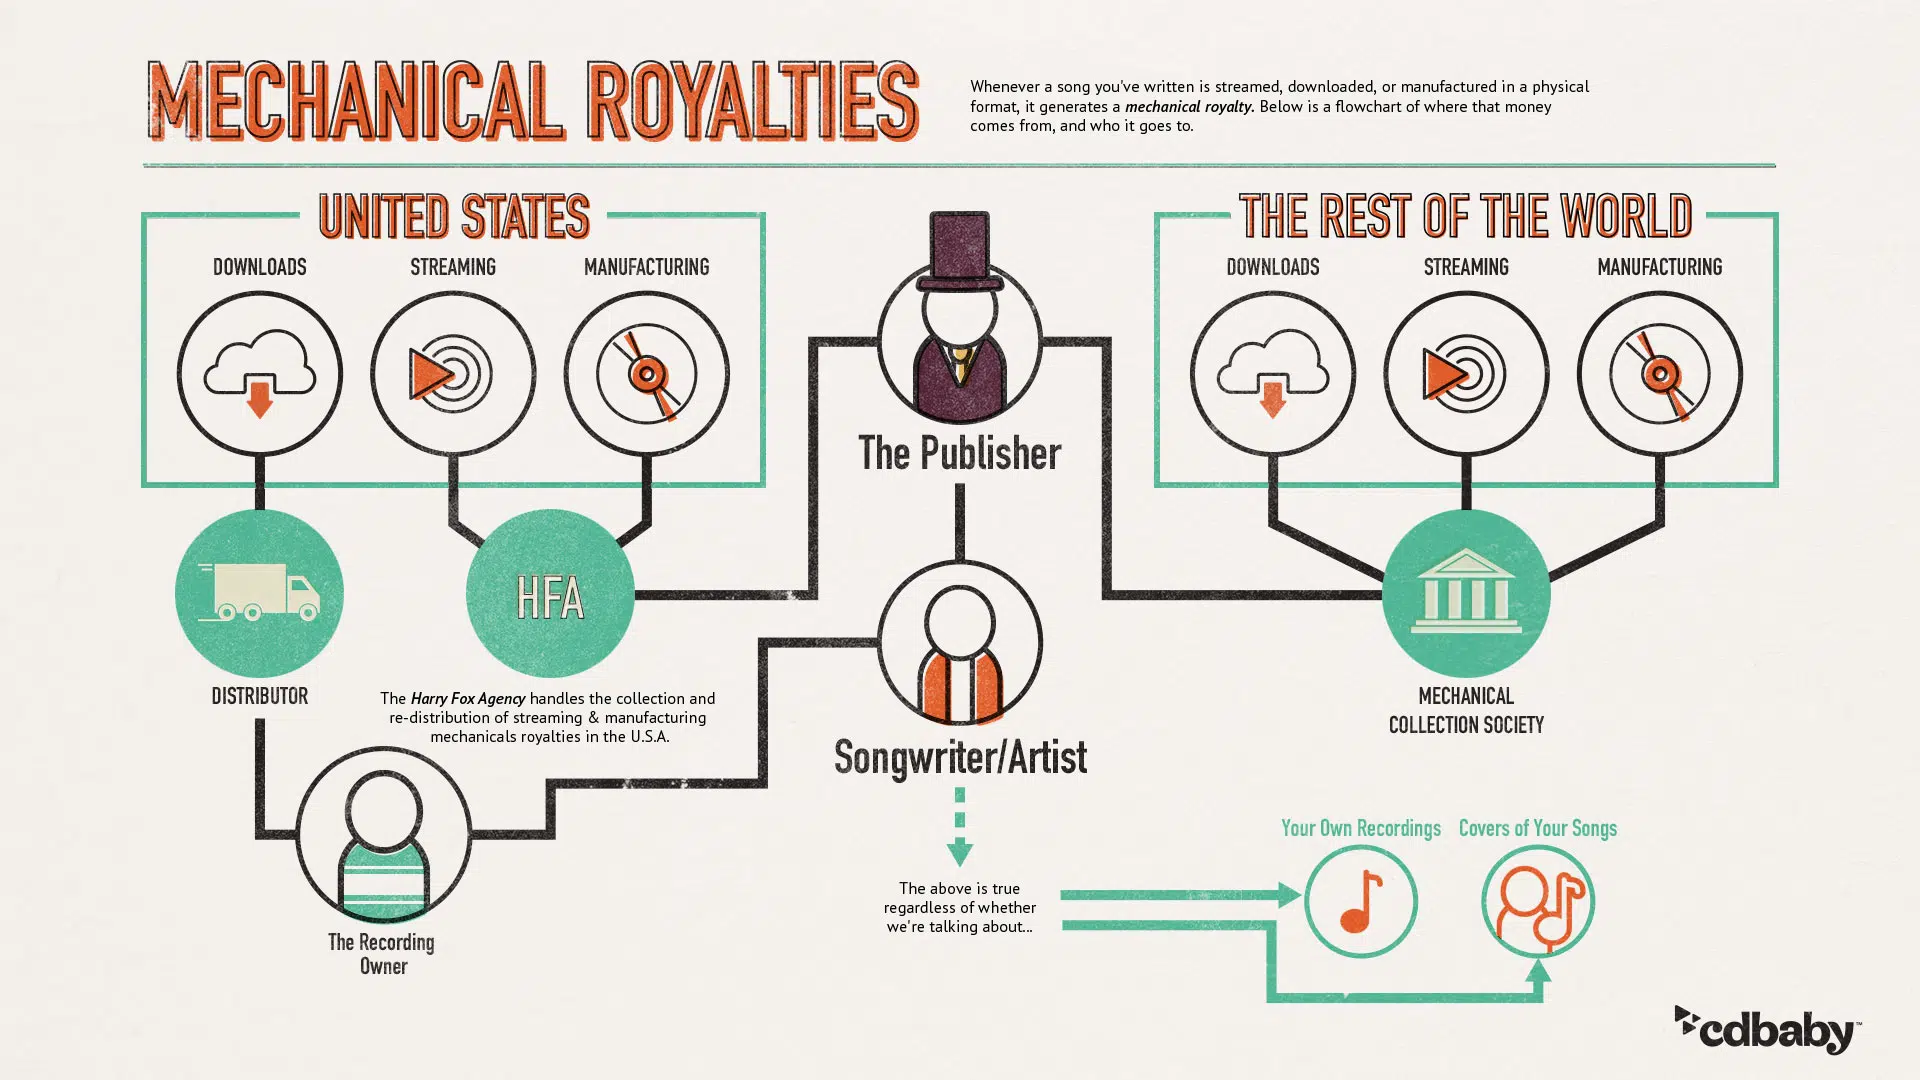 MECHANICAL ROYALTIES
Whenever a song you've written is streamed, downloaded, or manufactured in a physical
format, it generates a mechanical royalty. Below is a flowchart of where that money
comes from, and who it goes to.
UNITED STATES
DOWNLOADS
STREAMING
MANUFACTURING
THE REST OF THE WORLD
DOWNLOADS
STREAMING
MANUFACTURING
The Publisher
HFA
DISTRIBUTOR
The Harry Fox Agency handles the collection and
re-distribution of streaming & manufacturing
mechanicals royalties in the U.S.A.
MECHANICAL
COLLECTION SOCIETY
Songwriter/Artist
The Recording
Owner
The above is true
regardless of whether
we're talking about...
Your Own Recordings
Covers of Your Songs
cdbaby™